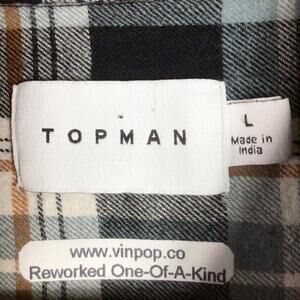 TOPMAN
L
Made in
India
www.vinpop.co
Reworked One-Of-A-Kind